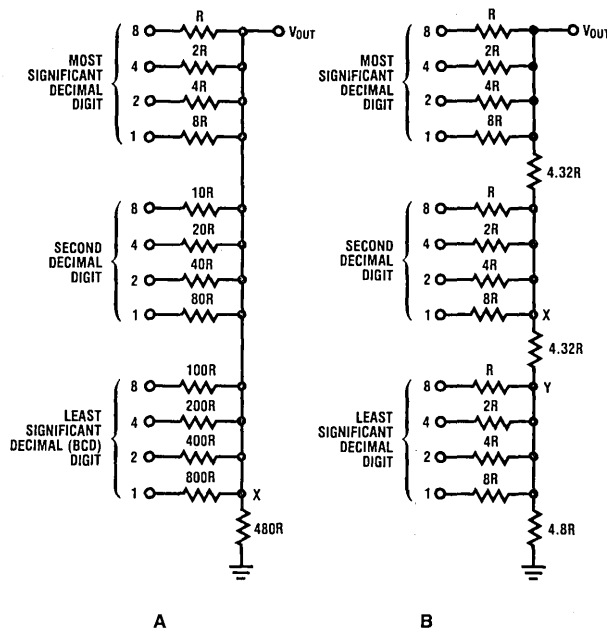 8 R V_OUT
MOST
SIGNIFICANT
DECIMAL
DIGIT
4 2R
2 4R
1 8R
SECOND
DECIMAL
DIGIT
8 10R
4 20R
2 40R
1 80R
LEAST
SIGNIFICANT
DECIMAL (BCD)
DIGIT
8 100R
4 200R
2 400R
1 800R X
480R
A
8 R V_OUT
MOST
SIGNIFICANT
DECIMAL
DIGIT
4 2R
2 4R
1 8R
4.32R
SECOND
DECIMAL
DIGIT
8 R
4 2R
2 4R
1 8R X
4.32R
LEAST
SIGNIFICANT
DECIMAL
DIGIT
8 R Y
4 2R
2 4R
1 8R
4.8R
B